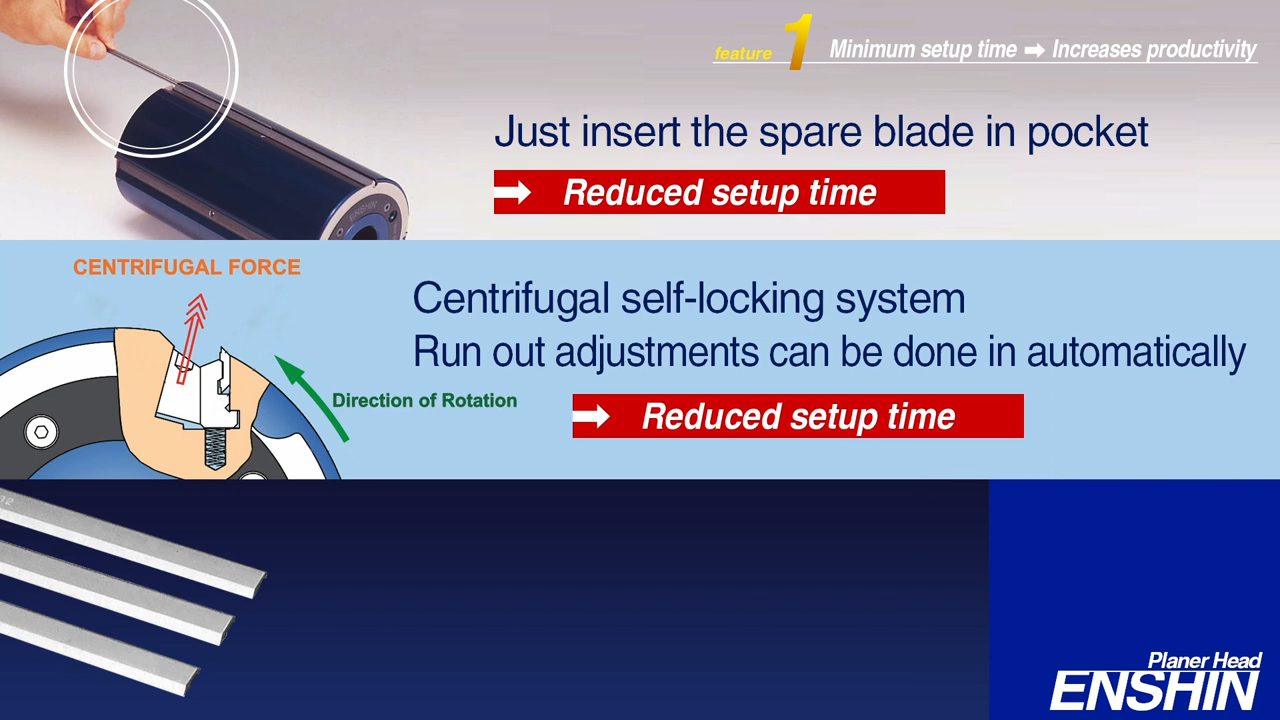 feature 1 Minimum setup time ➡ Increases productivity
Just insert the spare blade in pocket
➡ Reduced setup time
ENSHIN
CENTRIFUGAL FORCE
Centrifugal self-locking system
Run out adjustments can be done in automatically
Direction of Rotation
➡ Reduced setup time
Planer Head
ENSHIN